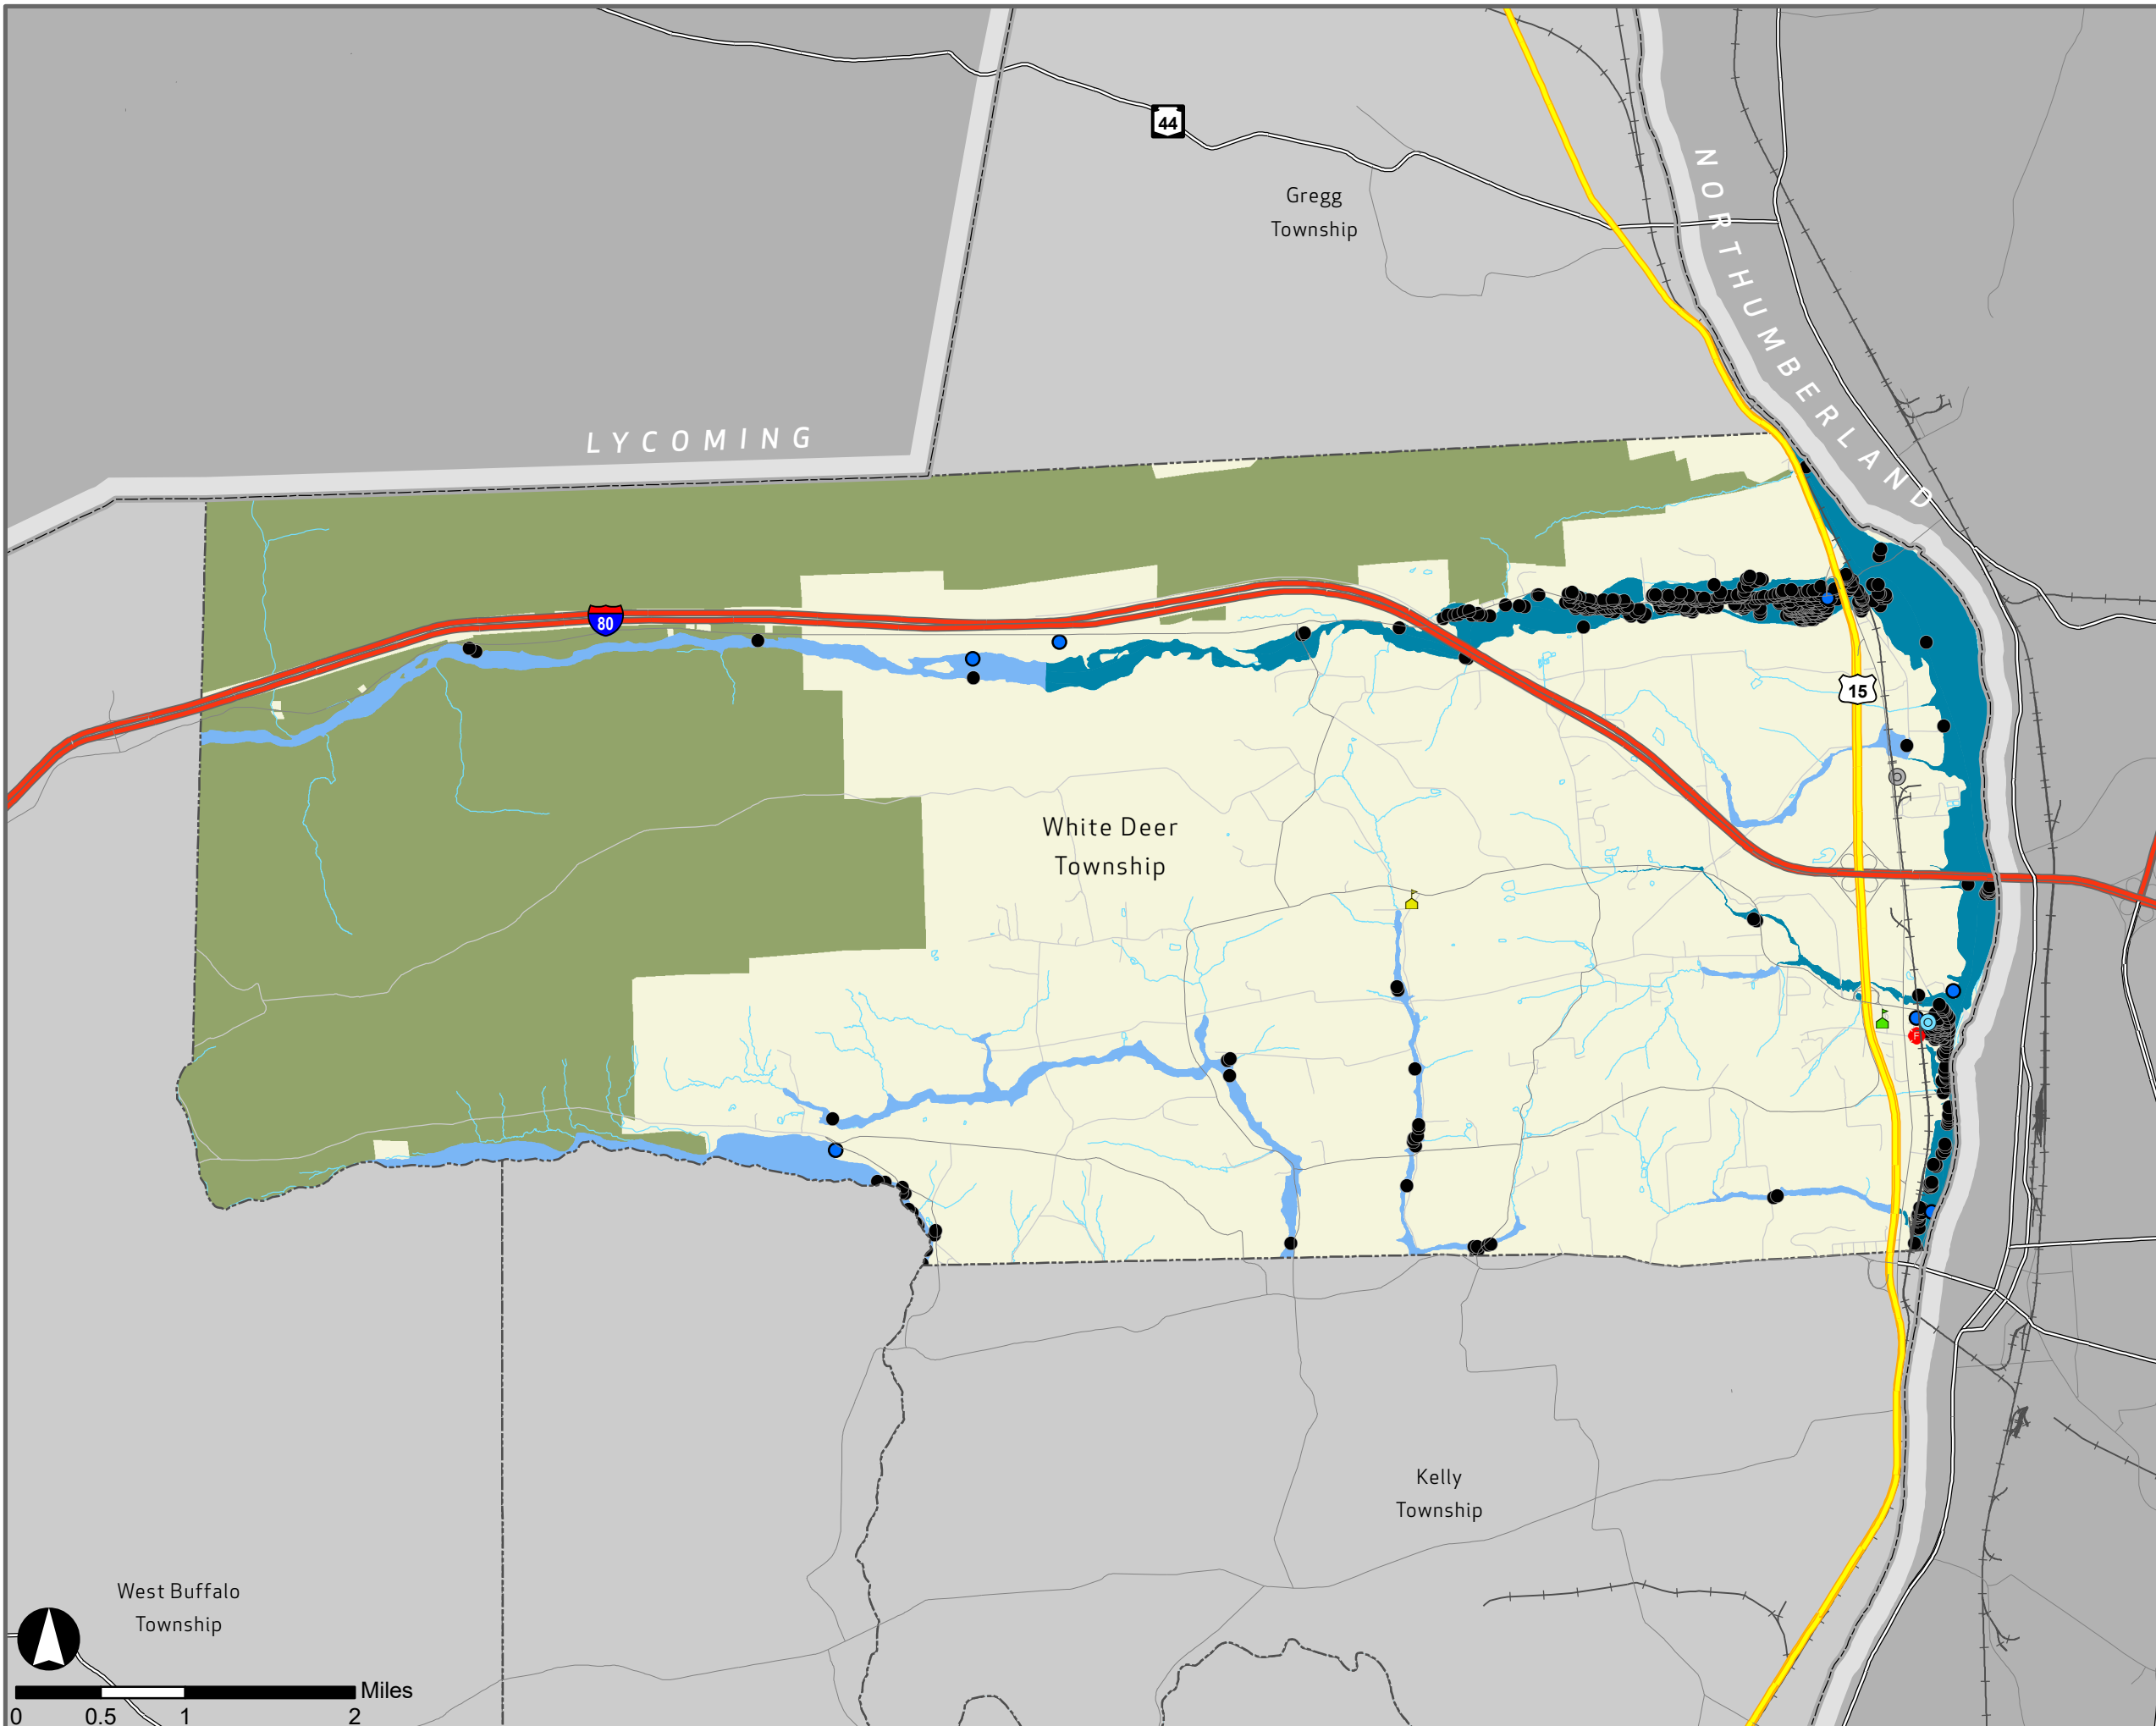 44
Gregg
Township
NORTHUMBERLAND
LYCOMING
80
15
White Deer
Township
F
Kelly
Township
West Buffalo
Township
Miles
0 0.5 1 2